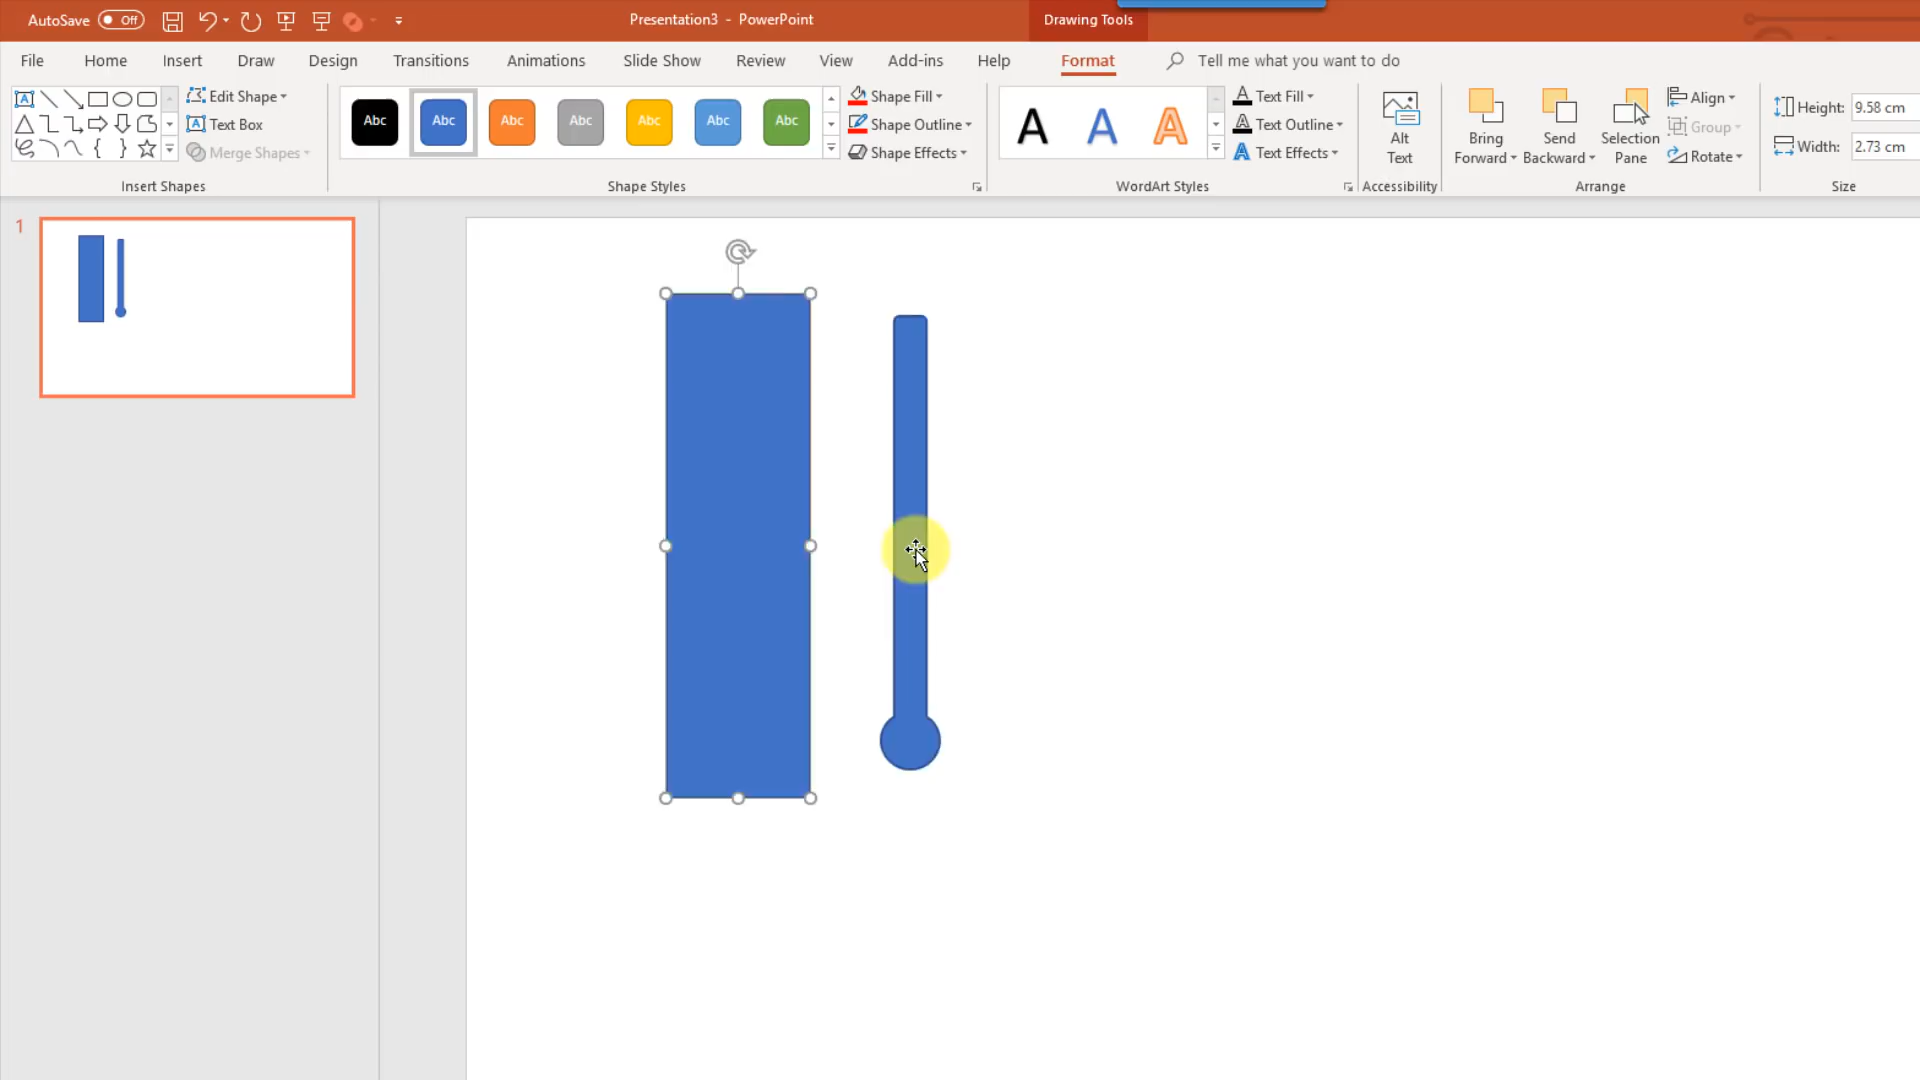 AutoSave Off
Presentation3 - PowerPoint
Drawing Tools
File Home Insert Draw Design Transitions Animations Slide Show Review View Add-ins Help Format Tell me what you want to do
Edit Shape
Text Box
Merge Shapes
Insert Shapes
Abc Abc Abc Abc Abc Abc Abc
Shape Fill
Shape Outline
Shape Effects
Shape Styles
A A A
Text Fill
Text Outline
Text Effects
WordArt Styles
Alt
Text
Accessibility
Bring
Forward
Send
Backward
Selection
Pane
Align
Group
Rotate
Arrange
Height: 9.58 cm
Width: 2.73 cm
Size
1